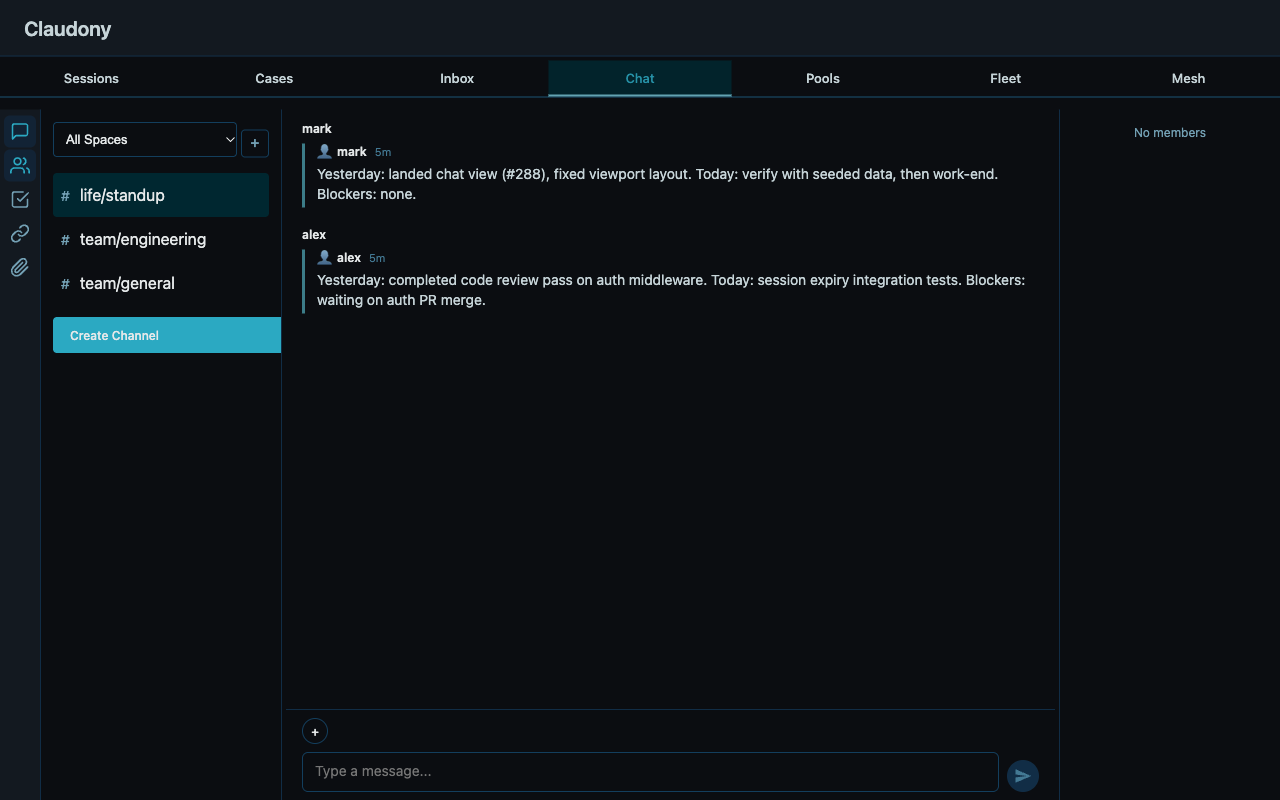 Claudony
Sessions
Cases
Inbox
Chat
Pools
Fleet
Mesh
All Spaces
+
# life/standup
# team/engineering
# team/general
Create Channel
mark
mark 5m
Yesterday: landed chat view (#288), fixed viewport layout. Today: verify with seeded data, then work-end.
Blockers: none.
alex
alex 5m
Yesterday: completed code review pass on auth middleware. Today: session expiry integration tests. Blockers:
waiting on auth PR merge.
+
Type a message...
No members